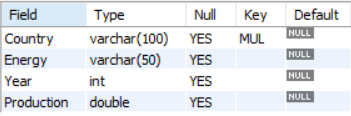 Field Type Null Key Default
Country varchar(100) YES MUL NULL
Energy varchar(50) YES NULL
Year int YES NULL
Production double YES NULL